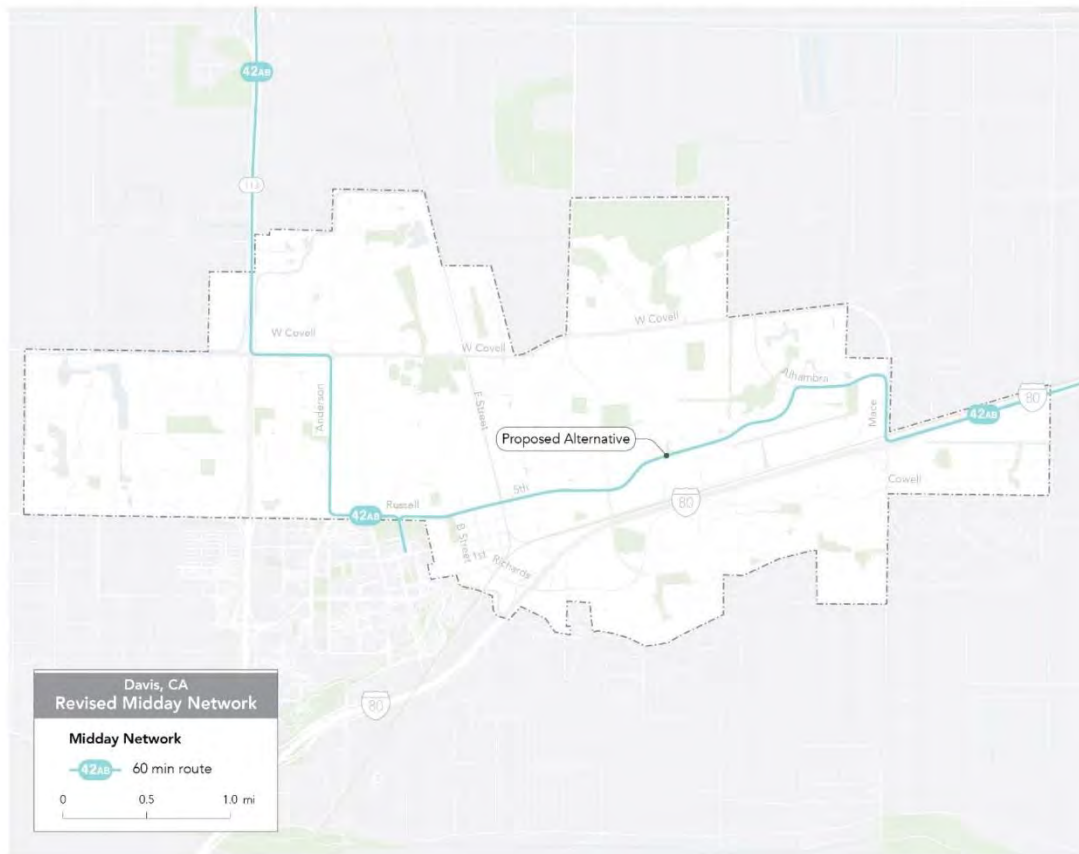 42AB
113
W Covell
W Covell
W Covell
Anderson
F Street
Alhambra
Mace
80
42AB
Proposed Alternative
5th
Cowell
80
Russell
42AB
B Street
1st
Richards
80
Davis, CA
Revised Midday Network
Midday Network
42AB 60 min route
0 0.5 1.0 mi